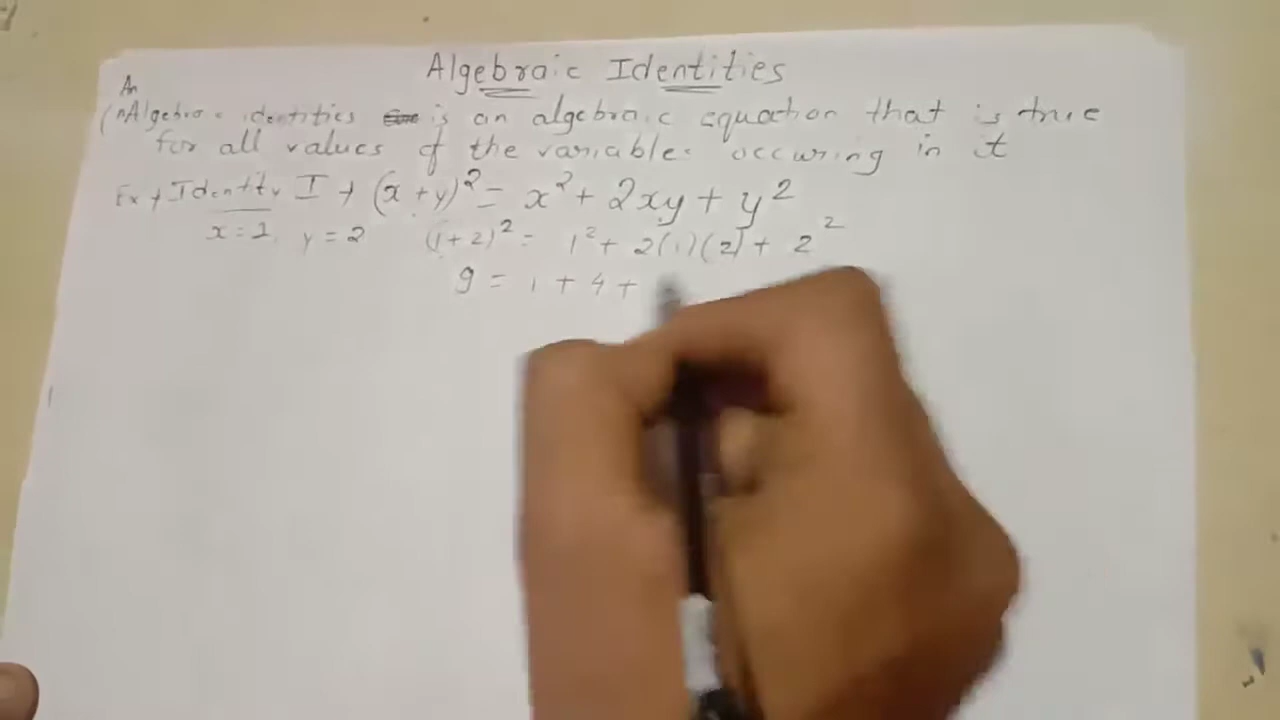 Algebraic Identities
An
Algebraic identities is an algebraic equation that is true
for all values of the variables occuring in it
Ex → Identity I → (x + y)² = x² + 2xy + y²
x = 1, y = 2 (1 + 2)² = 1² + 2(1)(2) + 2²
9 = 1 + 4 +